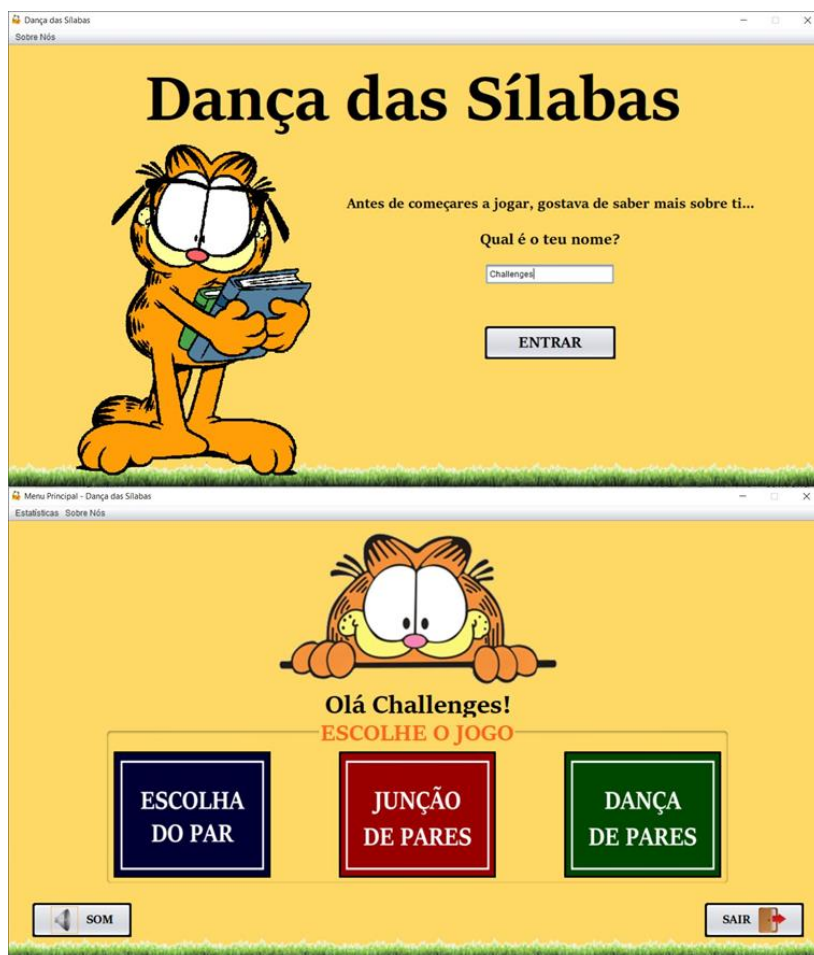 Dança das Sílabas
Sobre Nós
Dança das Sílabas
Antes de começares a jogar, gostava de saber mais sobre ti...
Qual é o teu nome?
Challenges
ENTRAR
Menu Principal - Dança das Sílabas
Estatísticas Sobre Nós
Olá Challenges!
ESCOLHE O JOGO
ESCOLHA
DO PAR
JUNÇÃO
DE PARES
DANÇA
DE PARES
SOM
SAIR